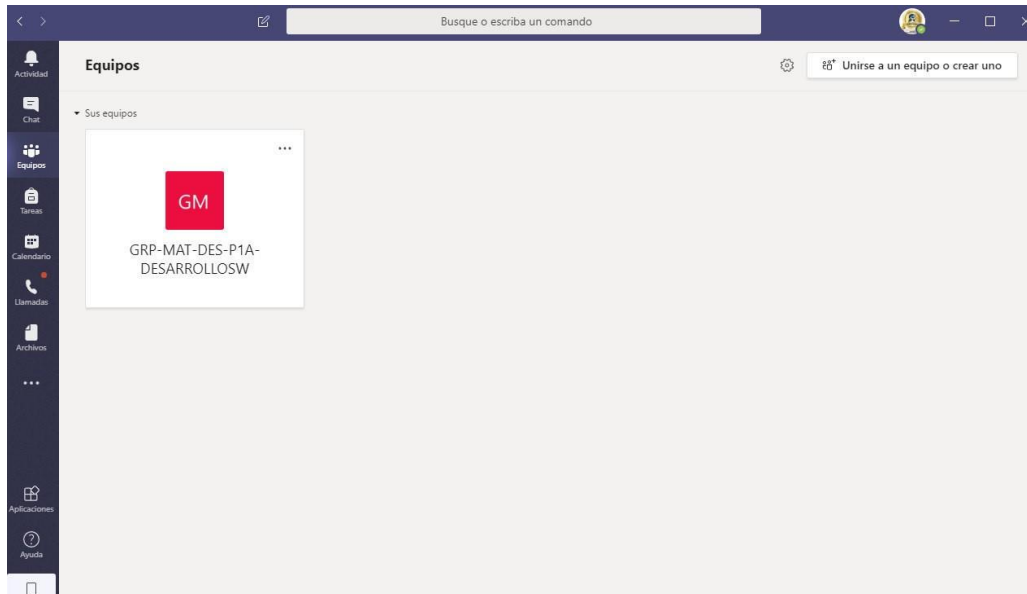 Busque o escriba un comando
Actividad
Chat
Equipos
Tareas
Calendario
Llamadas
Archivos
Aplicaciones
Ayuda
Equipos
Unirse a un equipo o crear uno
Sus equipos
GM
GRP-MAT-DES-P1A-
DESARROLLOSW